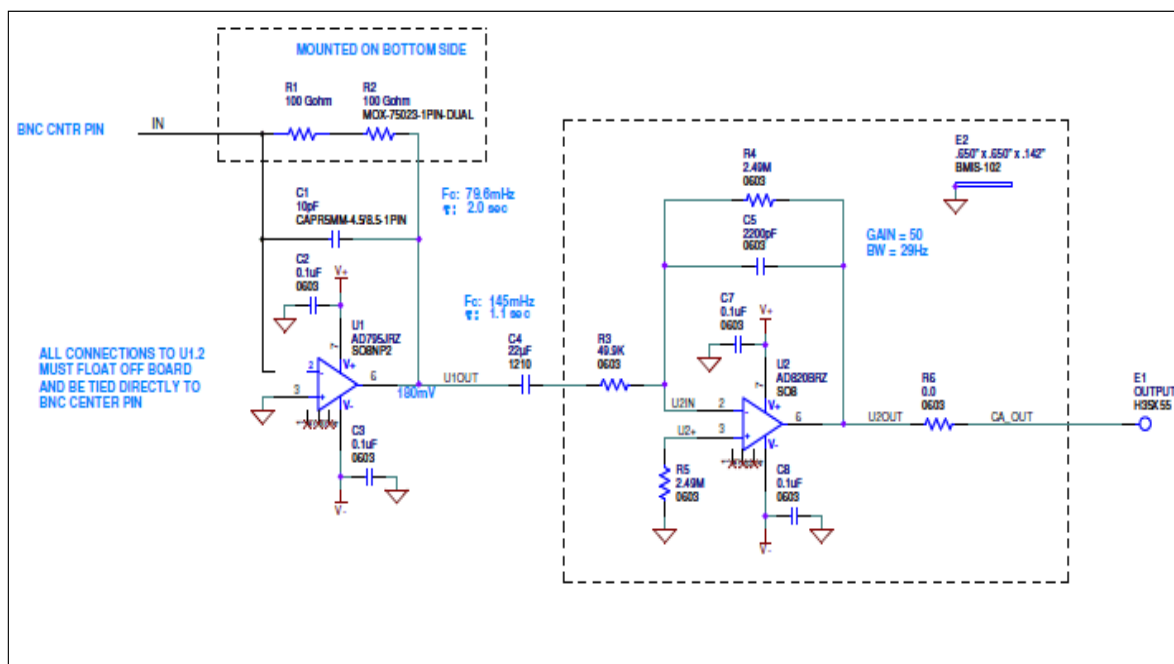 MOUNTED ON BOTTOM SIDE
R1
100 Gohm
R2
100 Gohm
MOX-75023-1PIN-DUAL
BNC CNTR PIN
IN
C1
10pF
CAPR5MM-4.5/8.5-1PIN
Fc: 79.6mHz
τ: 2.0 sec
C2
0.1uF
0603
V+
U1
AD795JRZ
SO8NP2
7
2
3
6
V+
V-
ALL CONNECTIONS TO U1.2
MUST FLOAT OFF BOARD
AND BE TIED DIRECTLY TO
BNC CENTER PIN
U1OUT
180mV
C3
0.1uF
0603
V-
Fc: 145mHz
τ: 1.1 sec
C4
22µF
1210
R3
49.9K
0603
R4
2.49M
0603
C5
2200pF
0603
GAIN = 50
BW = 29Hz
E2
.650" x .650" x .142"
BMIS-102
C7
0.1uF
0603
V+
U2
AD820BRZ
SO8
7
U2IN
2
U2+
3
6
V+
V-
R5
2.49M
0603
C8
0.1uF
0603
V-
U2OUT
R6
0.0
0603
CA_OUT
E1
OUTPUT
H35K55